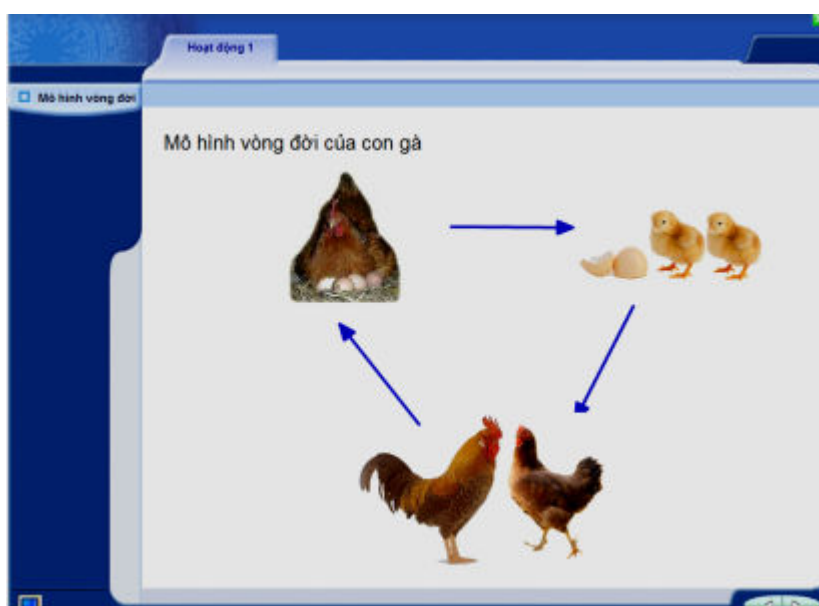 Hoạt động 1
Mô hình vòng đời
Mô hình vòng đời của con gà